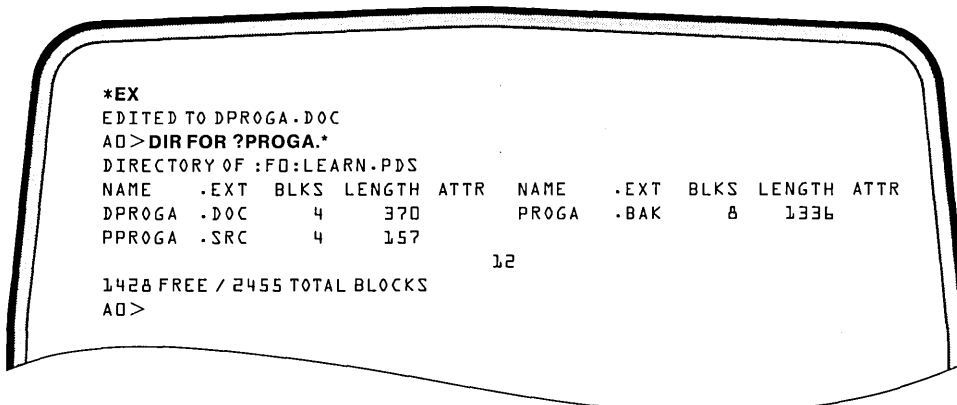 *EX
EDITED TO DPROGA.DOC
A0>DIR FOR ?PROGA.*
DIRECTORY OF :F0:LEARN.PDS
NAME .EXT BLKS LENGTH ATTR NAME .EXT BLKS LENGTH ATTR
DPROGA .DOC 4 370 PROGA .BAK 8 1336
PPROGA .SRC 4 157
12
1428 FREE / 2455 TOTAL BLOCKS
A0>